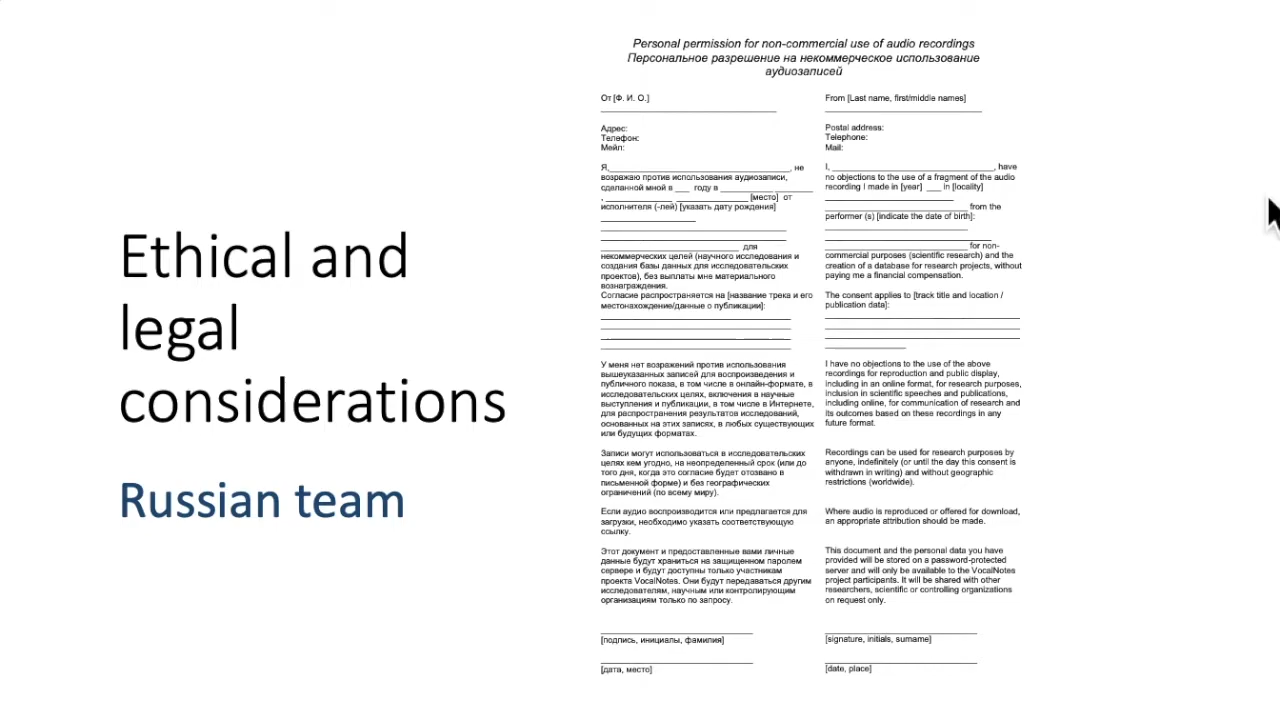 Ethical and
legal
considerations
Russian team
Personal permission for non-commercial use of audio recordings
Персональное разрешение на некоммерческое использование
аудиозаписей
От [Ф. И. О.]
Адрес:
Телефон:
Мейл:
Я,____________________, не
возражаю против использования аудиозаписи,
сделанной мной в ___ году в ____________ ________
, ________________ ________________ [место] от
исполнителя (-лей) [указать дату рождения]
____________________ для
некоммерческих целей (научного исследования и
создания базы данных для исследовательских
проектов), без выплаты мне материального
вознаграждения.
Согласие распространяется на [название трека и его
местонахождение/данные о публикации]:
У меня нет возражений против использования
вышеуказанных записей для воспроизведения и
публичного показа, в том числе в онлайн-формате, в
исследовательских целях, включения в научные
выступления и публикации, в том числе в Интернете,
для распространения результатов исследований,
основанных на этих записях, в любых существующих
или будущих форматах.
Записи могут использоваться в исследовательских
целях кем угодно, на неопределенный срок (или до
того дня, когда это согласие будет отозвано в
письменной форме) и без географических
ограничений (по всему миру).
Если аудио воспроизводится или предлагается для
загрузки, необходимо указать соответствующую
ссылку.
Этот документ и предоставленные вами личные
данные будут храниться на защищенном паролем
сервере и будут доступны только участникам
проекта VocalNotes. Они будут передаваться другим
исследователям, научным или контролирующим
организациям только по запросу.
[подпись, инициалы, фамилия]
[дата, место]
From [Last name, first/middle names]
Postal address:
Telephone:
Mail:
I, ____________________, have
no objections to the use of a fragment of the audio
recording I made in [year] ___ in [locality]
____________________ from the
performer (s) [indicate the date of birth]:
____________________ for non-
commercial purposes (scientific research) and the
creation of a database for research projects, without
paying me a financial compensation.
The consent applies to [track title and location /
publication data]:
I have no objections to the use of the above
recordings for reproduction and public display,
including in an online format, for research purposes,
inclusion in scientific speeches and publications,
including online, for communication of research and
its outcomes based on these recordings in any
future format.
Recordings can be used for research purposes by
anyone, indefinitely (or until the day this consent is
withdrawn in writing) and without geographic
restrictions (worldwide).
Where audio is reproduced or offered for download,
an appropriate attribution should be made.
This document and the personal data you have
provided will be stored on a password-protected
server and will only be available to the VocalNotes
project participants. It will be shared with other
researchers, scientific or controlling organizations
on request only.
[signature, initials, surname]
[date, place]